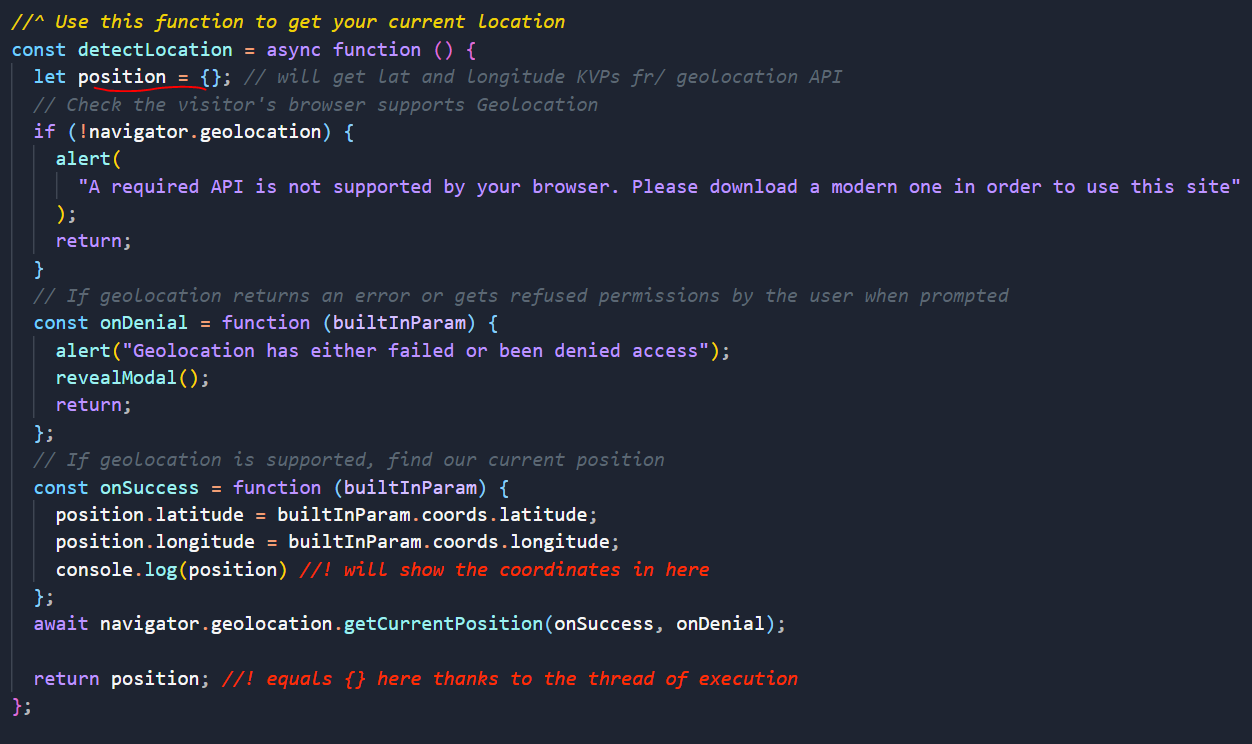 //^ Use this function to get your current location
const detectLocation = async function () {
let position = {}; // will get lat and longitude KVPs fr/ geolocation API
// Check the visitor's browser supports Geolocation
if (!navigator.geolocation) {
alert(
"A required API is not supported by your browser. Please download a modern one in order to use this site"
);
return;
}
// If geolocation returns an error or gets refused permissions by the user when prompted
const onDenial = function (builtInParam) {
alert("Geolocation has either failed or been denied access");
revealModal();
return;
};
// If geolocation is supported, find our current position
const onSuccess = function (builtInParam) {
position.latitude = builtInParam.coords.latitude;
position.longitude = builtInParam.coords.longitude;
console.log(position) //! will show the coordinates in here
};
await navigator.geolocation.getCurrentPosition(onSuccess, onDenial);
return position; //! equals {} here thanks to the thread of execution
};